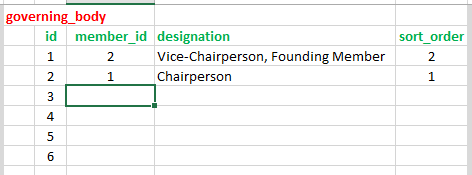 governing_body
id member_id designation sort_order
1 2 Vice-Chairperson, Founding Member 2
2 1 Chairperson 1
3
4
5
6